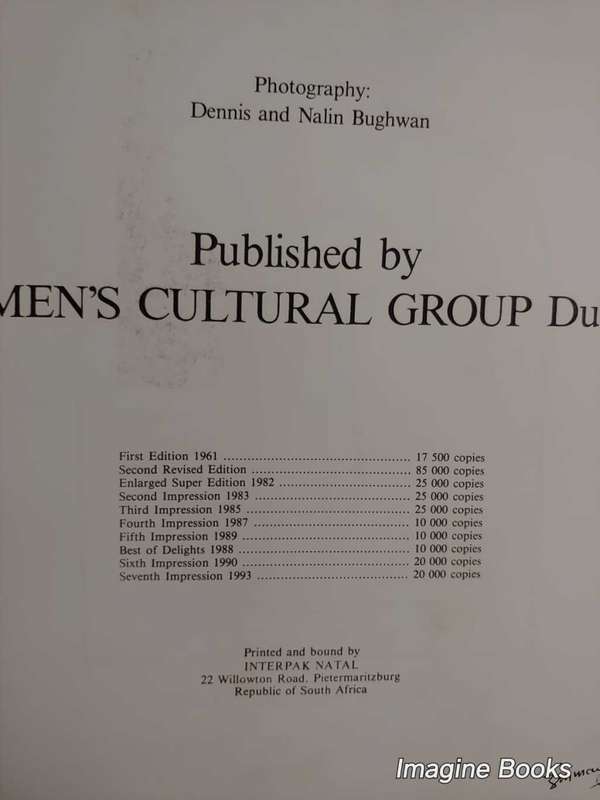 Photography:
Dennis and Nalin Bughwan
Published by
MEN'S CULTURAL GROUP Du
First Edition 1961 ............................................... 17 500 copies
Second Revised Edition ........................................ 85 000 copies
Enlarged Super Edition 1982 ................................. 25 000 copies
Second Impression 1983 ....................................... 25 000 copies
Third Impression 1985 ......................................... 25 000 copies
Fourth Impression 1987 ....................................... 10 000 copies
Fifth Impression 1989 .......................................... 10 000 copies
Best of Delights 1988 ........................................... 10 000 copies
Sixth Impression 1990 .......................................... 20 000 copies
Seventh Impression 1993 ...................................... 20 000 copies
Printed and bound by
INTERPAK NATAL
22 Willowton Road, Pietermaritzburg
Republic of South Africa
Imagine Books